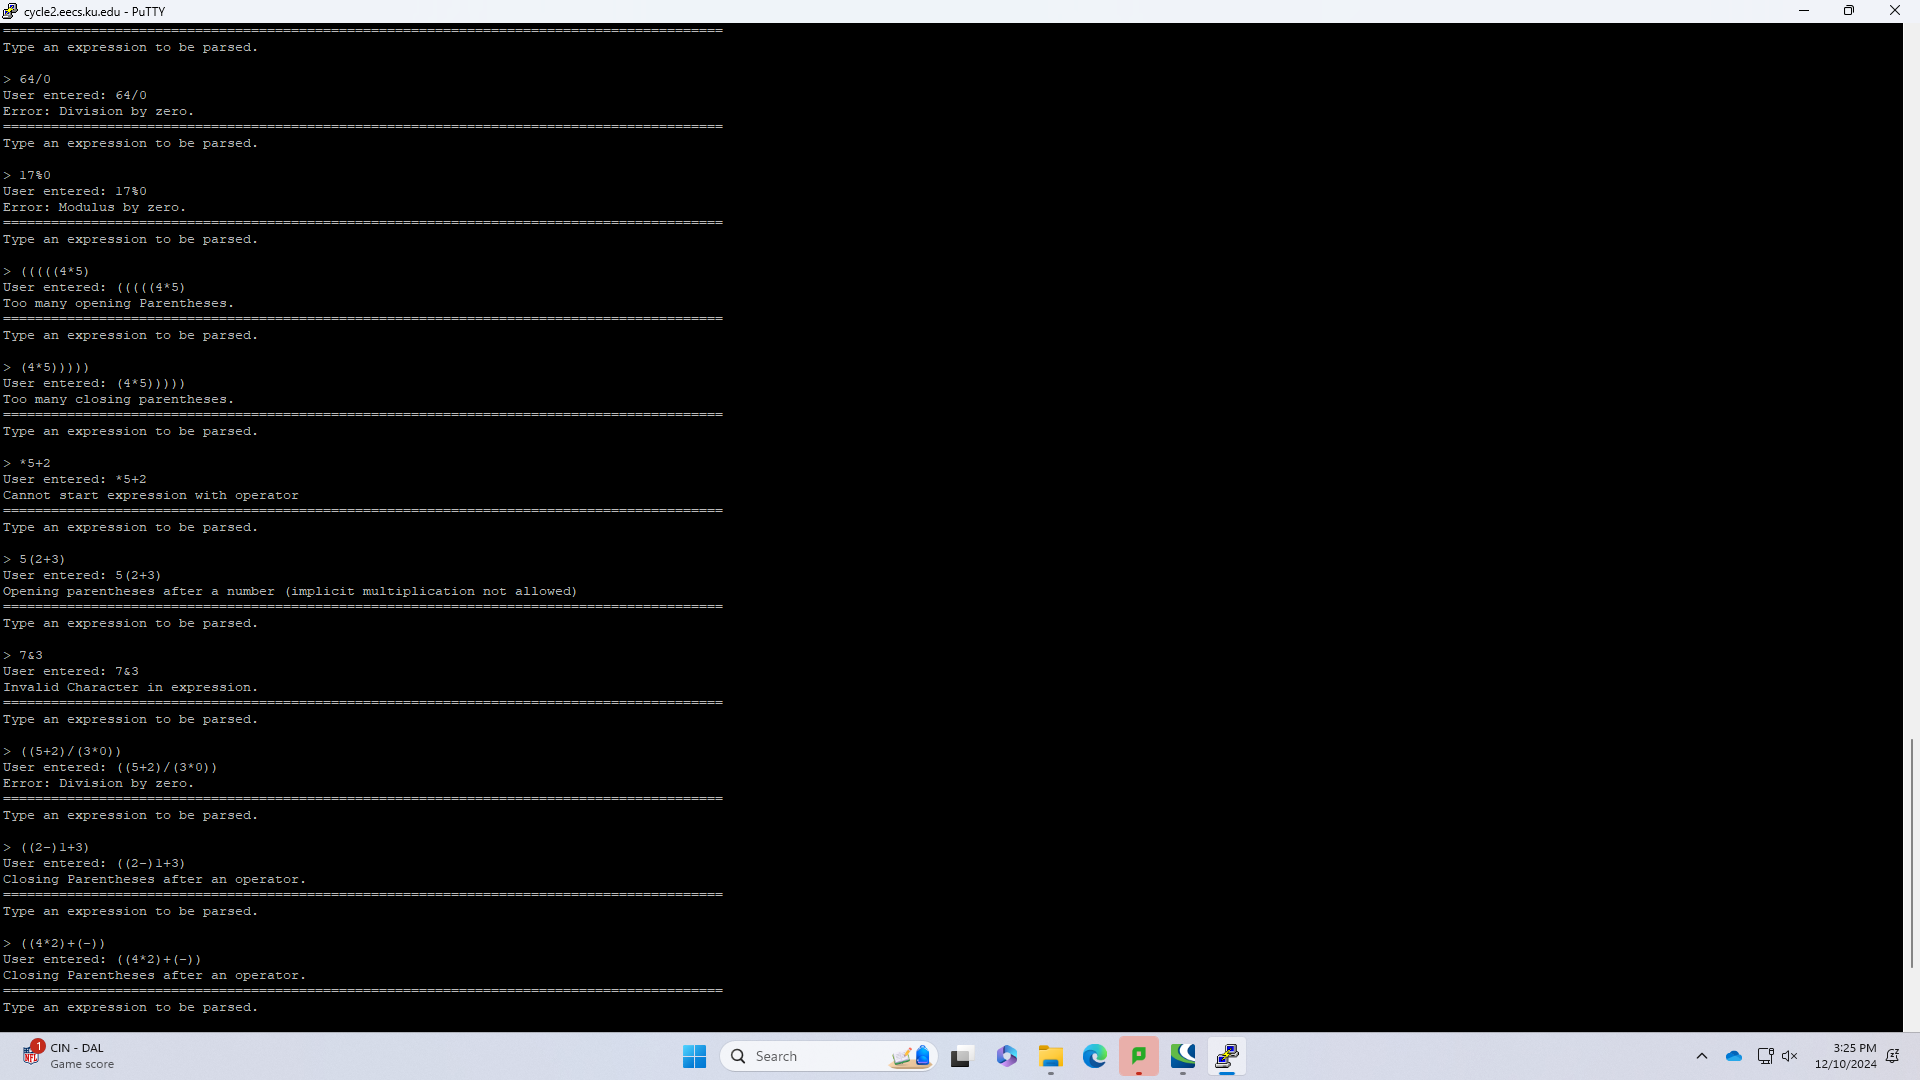 cycle2.eecs.ku.edu - PuTTY
==========================================================================================
Type an expression to be parsed.
> 64/0
User entered: 64/0
Error: Division by zero.
==========================================================================================
Type an expression to be parsed.
> 17%0
User entered: 17%0
Error: Modulus by zero.
==========================================================================================
Type an expression to be parsed.
> (((((4*5)
User entered: (((((4*5)
Too many opening Parentheses.
==========================================================================================
Type an expression to be parsed.
> (4*5)))))
User entered: (4*5)))))
Too many closing parentheses.
==========================================================================================
Type an expression to be parsed.
> *5+2
User entered: *5+2
Cannot start expression with operator
==========================================================================================
Type an expression to be parsed.
> 5(2+3)
User entered: 5(2+3)
Opening parentheses after a number (implicit multiplication not allowed)
==========================================================================================
Type an expression to be parsed.
> 7&3
User entered: 7&3
Invalid Character in expression.
==========================================================================================
Type an expression to be parsed.
> ((5+2)/(3*0))
User entered: ((5+2)/(3*0))
Error: Division by zero.
==========================================================================================
Type an expression to be parsed.
> ((2-)1+3)
User entered: ((2-)1+3)
Closing Parentheses after an operator.
==========================================================================================
Type an expression to be parsed.
> ((4*2)+(-))
User entered: ((4*2)+(-))
Closing Parentheses after an operator.
==========================================================================================
Type an expression to be parsed.
1
NFL
CIN - DAL
Game score
Search
3:25 PM
12/10/2024